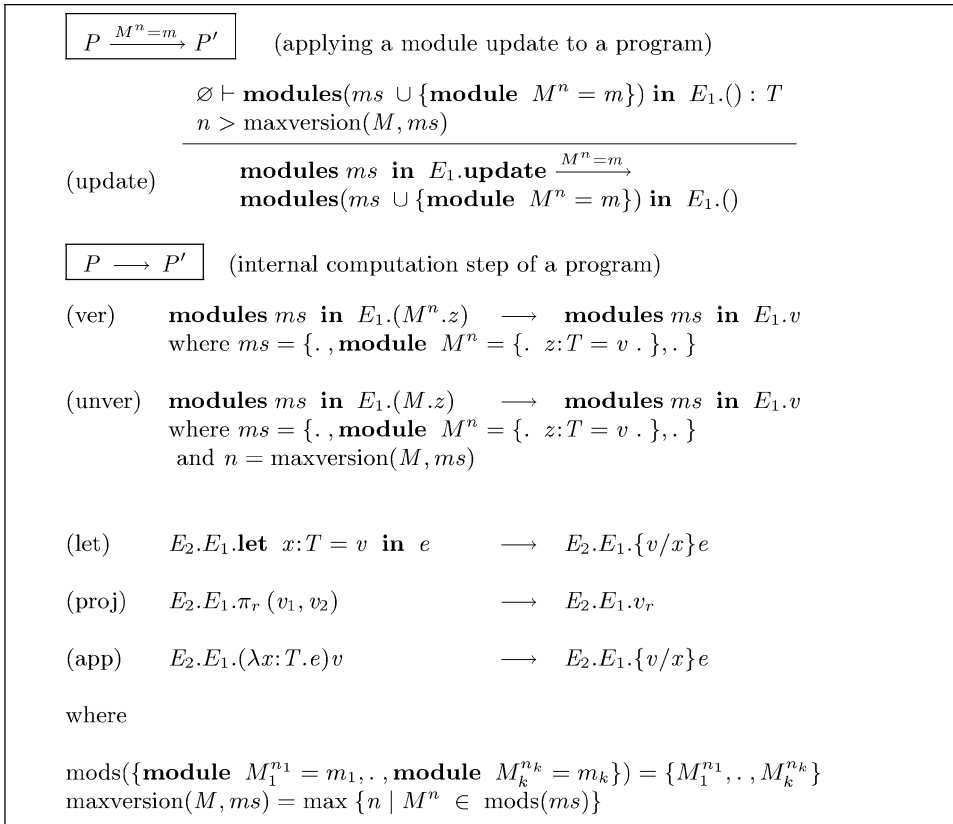 P —M^n=m→ P′ (applying a module update to a program)
∅ ⊢ modules(ms ∪ {module M^n = m}) in E_1.() : T
n > maxversion(M, ms)
(update) modules ms in E_1.update —M^n=m→
modules(ms ∪ {module M^n = m}) in E_1.()
P ⟶ P′ (internal computation step of a program)
(ver) modules ms in E_1.(M^n.z) ⟶ modules ms in E_1.v
where ms = {. , module M^n = {. z:T = v . }, . }
(unver) modules ms in E_1.(M.z) ⟶ modules ms in E_1.v
where ms = {. , module M^n = {. z:T = v . }, . }
and n = maxversion(M, ms)
(let) E_2.E_1.let x:T = v in e ⟶ E_2.E_1.{v/x}e
(proj) E_2.E_1.π_r (v_1, v_2) ⟶ E_2.E_1.v_r
(app) E_2.E_1.(λx:T.e)v ⟶ E_2.E_1.{v/x}e
where
mods({module M_1^{n_1} = m_1, . , module M_k^{n_k} = m_k}) = {M_1^{n_1}, . , M_k^{n_k}}
maxversion(M, ms) = max {n | M^n ∈ mods(ms)}